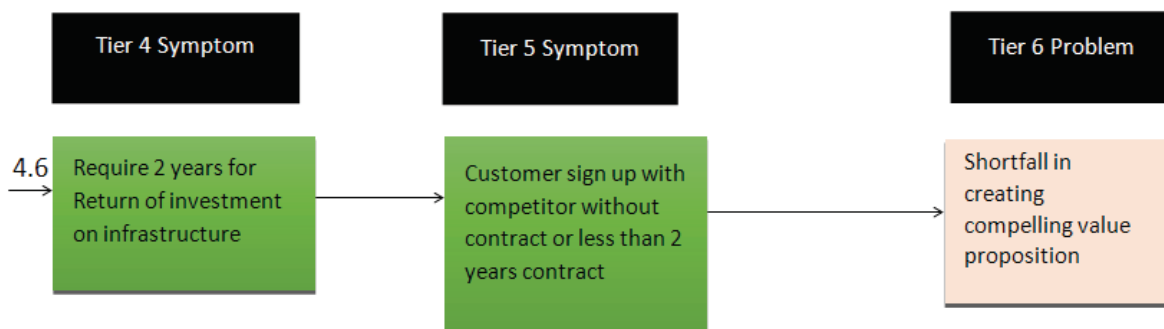 Tier 4 Symptom
Tier 5 Symptom
Tier 6 Problem
4.6
Require 2 years for
Return of investment
on infrastructure
Customer sign up with
competitor without
contract or less than 2
years contract
Shortfall in
creating
compelling value
proposition